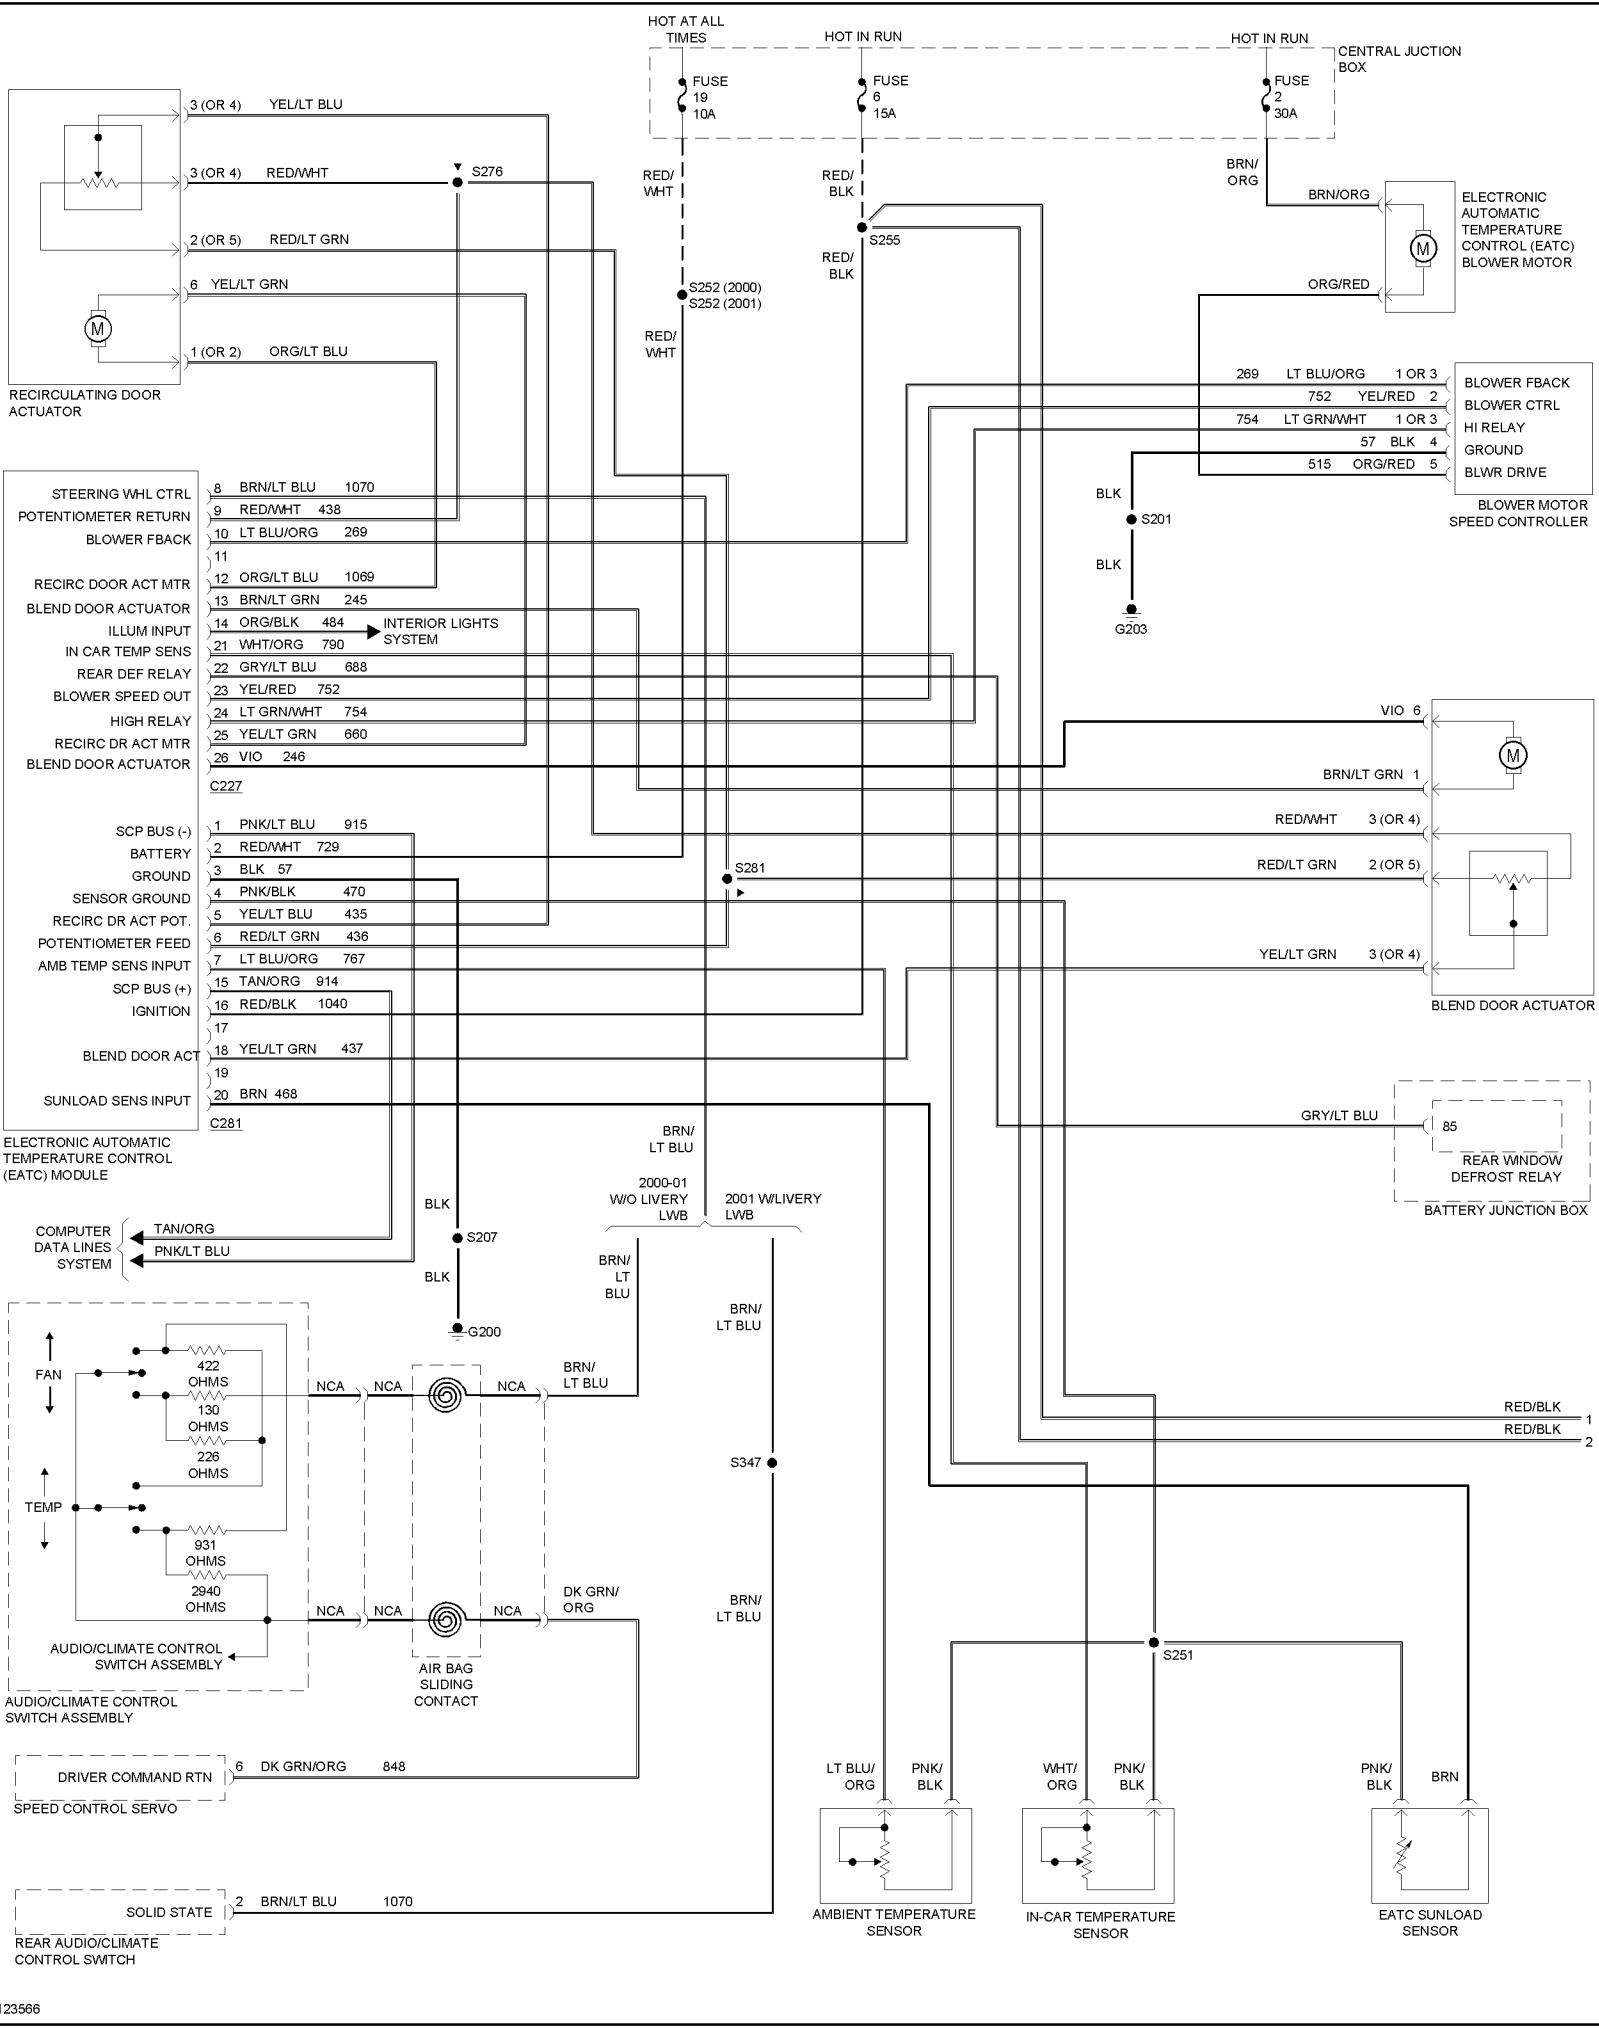 HOT AT ALL
TIMES
HOT IN RUN
HOT IN RUN
CENTRAL JUCTION
BOX
FUSE
19
10A
FUSE
6
15A
FUSE
2
30A
3 (OR 4) YEL/LT BLU
3 (OR 4) RED/WHT
S276
2 (OR 5) RED/LT GRN
6 YEL/LT GRN
M
1 (OR 2) ORG/LT BLU
RECIRCULATING DOOR
ACTUATOR
RED/
WHT
RED/
BLK
S255
RED/
BLK
S252 (2000)
S252 (2001)
RED/
WHT
BRN/
ORG
BRN/ORG
M
ORG/RED
ELECTRONIC
AUTOMATIC
TEMPERATURE
CONTROL (EATC)
BLOWER MOTOR
269 LT BLU/ORG 1 OR 3 BLOWER FBACK
752 YEL/RED 2 BLOWER CTRL
754 LT GRN/WHT 1 OR 3 HI RELAY
57 BLK 4 GROUND
515 ORG/RED 5 BLWR DRIVE
BLOWER MOTOR
SPEED CONTROLLER
BLK
S201
BLK
G203
STEERING WHL CTRL 8 BRN/LT BLU 1070
POTENTIOMETER RETURN 9 RED/WHT 438
BLOWER FBACK 10 LT BLU/ORG 269
11
RECIRC DOOR ACT MTR 12 ORG/LT BLU 1069
BLEND DOOR ACTUATOR 13 BRN/LT GRN 245
ILLUM INPUT 14 ORG/BLK 484
INTERIOR LIGHTS
SYSTEM
IN CAR TEMP SENS 21 WHT/ORG 790
REAR DEF RELAY 22 GRY/LT BLU 688
BLOWER SPEED OUT 23 YEL/RED 752
HIGH RELAY 24 LT GRN/WHT 754
RECIRC DR ACT MTR 25 YEL/LT GRN 660
BLEND DOOR ACTUATOR 26 VIO 246
C227
SCP BUS (-) 1 PNK/LT BLU 915
BATTERY 2 RED/WHT 729
GROUND 3 BLK 57
SENSOR GROUND 4 PNK/BLK 470
RECIRC DR ACT POT. 5 YEL/LT BLU 435
POTENTIOMETER FEED 6 RED/LT GRN 436
AMB TEMP SENS INPUT 7 LT BLU/ORG 767
SCP BUS (+) 15 TAN/ORG 914
IGNITION 16 RED/BLK 1040
17
BLEND DOOR ACT 18 YEL/LT GRN 437
19
SUNLOAD SENS INPUT 20 BRN 468
C281
ELECTRONIC AUTOMATIC
TEMPERATURE CONTROL
(EATC) MODULE
S281
VIO 6
M
BRN/LT GRN 1
RED/WHT 3 (OR 4)
RED/LT GRN 2 (OR 5)
YEL/LT GRN 3 (OR 4)
BLEND DOOR ACTUATOR
GRY/LT BLU 85
REAR WINDOW
DEFROST RELAY
BATTERY JUNCTION BOX
BRN/
LT BLU
2000-01
W/O LIVERY
LWB
2001 W/LIVERY
LWB
BLK
S207
BLK
G200
COMPUTER
DATA LINES
SYSTEM
TAN/ORG
PNK/LT BLU
BRN/
LT
BLU
BRN/
LT BLU
FAN
422
OHMS
130
OHMS
226
OHMS
TEMP
931
OHMS
2940
OHMS
NCA NCA NCA
BRN/
LT BLU
NCA NCA NCA
DK GRN/
ORG
AUDIO/CLIMATE CONTROL
SWITCH ASSEMBLY
AUDIO/CLIMATE CONTROL
SWITCH ASSEMBLY
AIR BAG
SLIDING
CONTACT
S347
BRN/
LT BLU
RED/BLK 1
RED/BLK 2
S251
DRIVER COMMAND RTN 6 DK GRN/ORG 848
SPEED CONTROL SERVO
SOLID STATE 2 BRN/LT BLU 1070
REAR AUDIO/CLIMATE
CONTROL SWITCH
LT BLU/
ORG
PNK/
BLK
WHT/
ORG
PNK/
BLK
PNK/
BLK
BRN
AMBIENT TEMPERATURE
SENSOR
IN-CAR TEMPERATURE
SENSOR
EATC SUNLOAD
SENSOR
123566